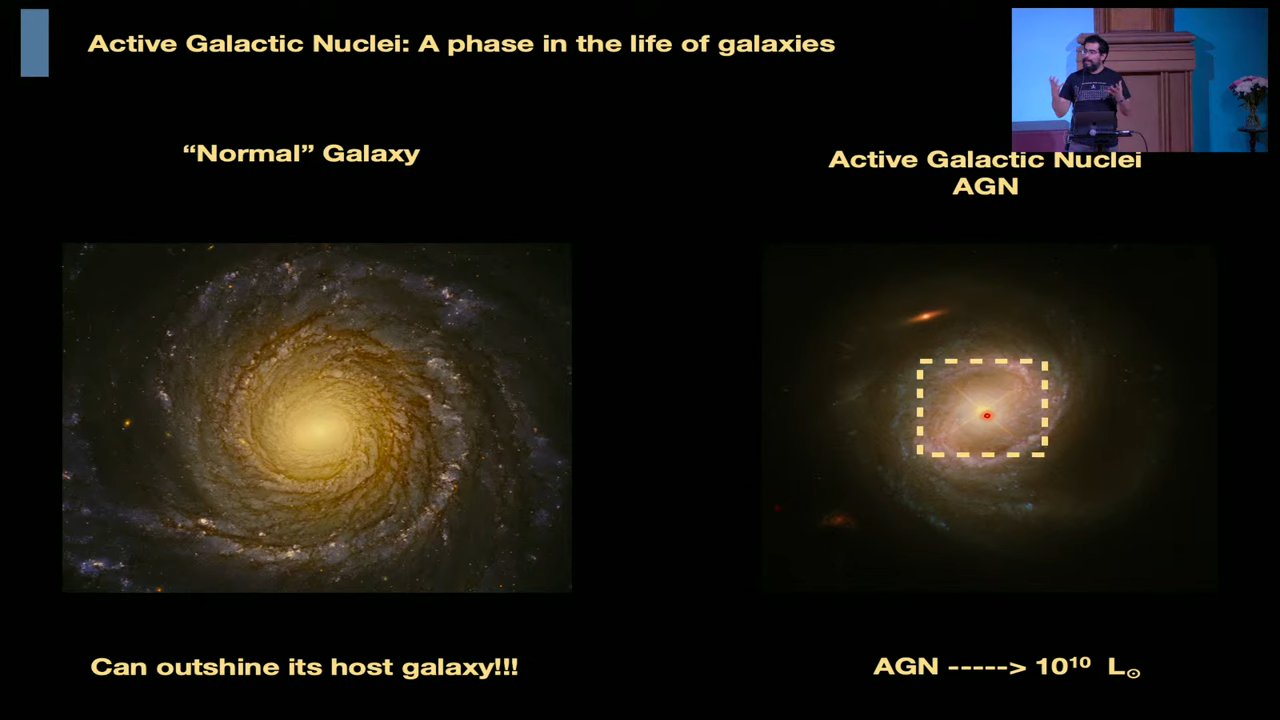 Active Galactic Nuclei: A phase in the life of galaxies
“Normal” Galaxy
Active Galactic Nuclei
AGN
Can outshine its host galaxy!!!
AGN -----> 10¹⁰ L☉